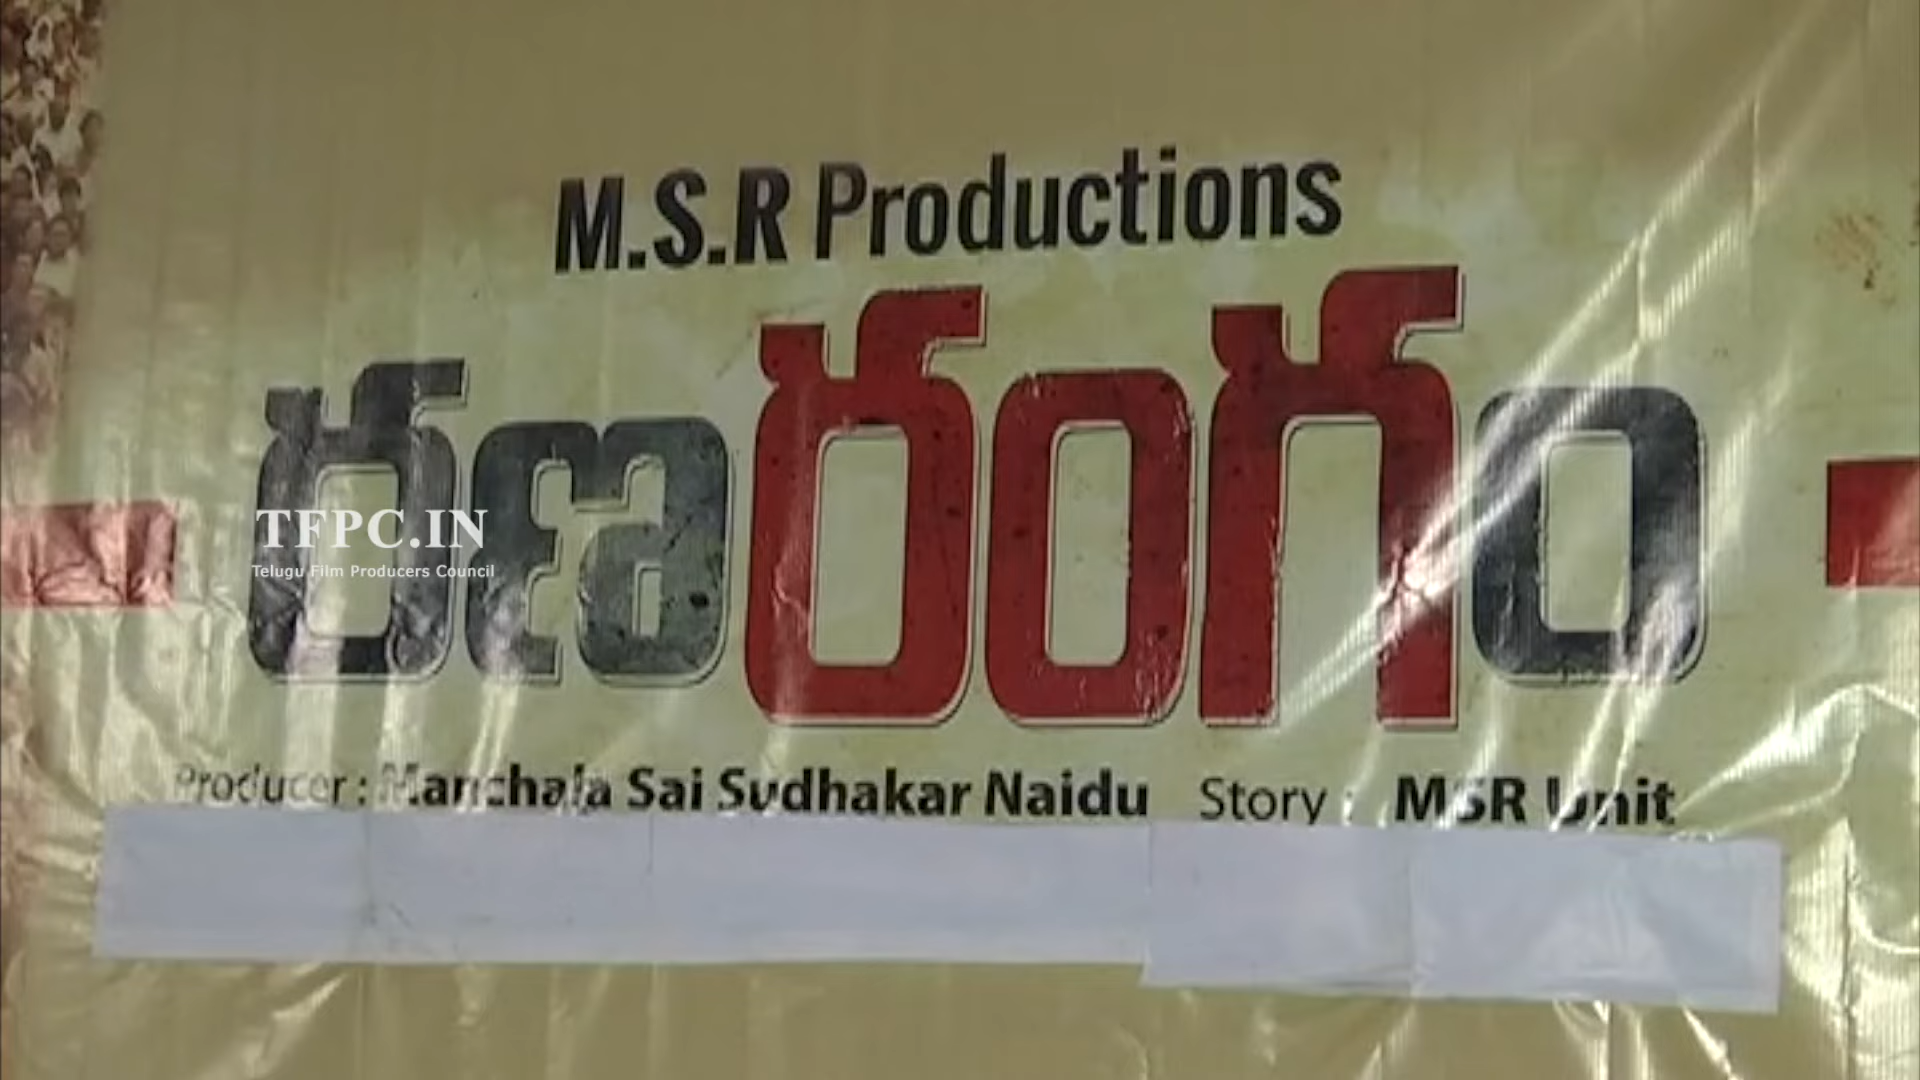 M.S.R Productions
రణరంగం
TFPC.IN
Telugu Film Producers Council
Producer : Manchala Sai Sudhakar Naidu Story : MSR Unit